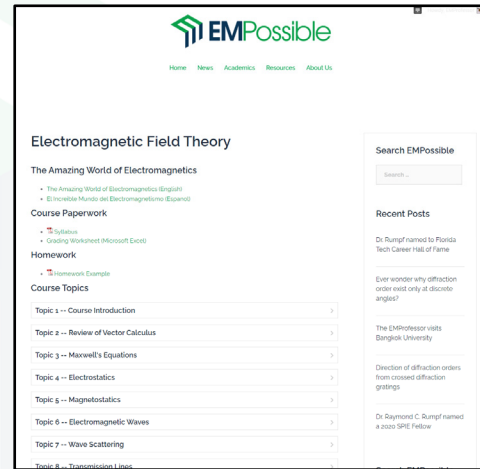 EMPossible
Home News Academics Resources About Us
Electromagnetic Field Theory
The Amazing World of Electromagnetics
The Amazing World of Electromagnetics (English)
El Increíble Mundo del Electromagnetismo (Espanol)
Course Paperwork
Syllabus
Grading Worksheet (Microsoft Excel)
Homework
Homework Example
Course Topics
Topic 1 -- Course Introduction
Topic 2 -- Review of Vector Calculus
Topic 3 -- Maxwell's Equations
Topic 4 -- Electrostatics
Topic 5 -- Magnetostatics
Topic 6 -- Electromagnetic Waves
Topic 7 -- Wave Scattering
Topic 8 -- Transmission Lines
Search EMPossible
Search ...
Recent Posts
Dr. Rumpf named to Florida
Tech Career Hall of Fame
Ever wonder why diffraction
order exist only at discrete
angles?
The EMProfessor visits
Bangkok University
Direction of diffraction orders
from crossed diffraction
gratings
Dr. Raymond C. Rumpf named
a 2020 SPIE Fellow